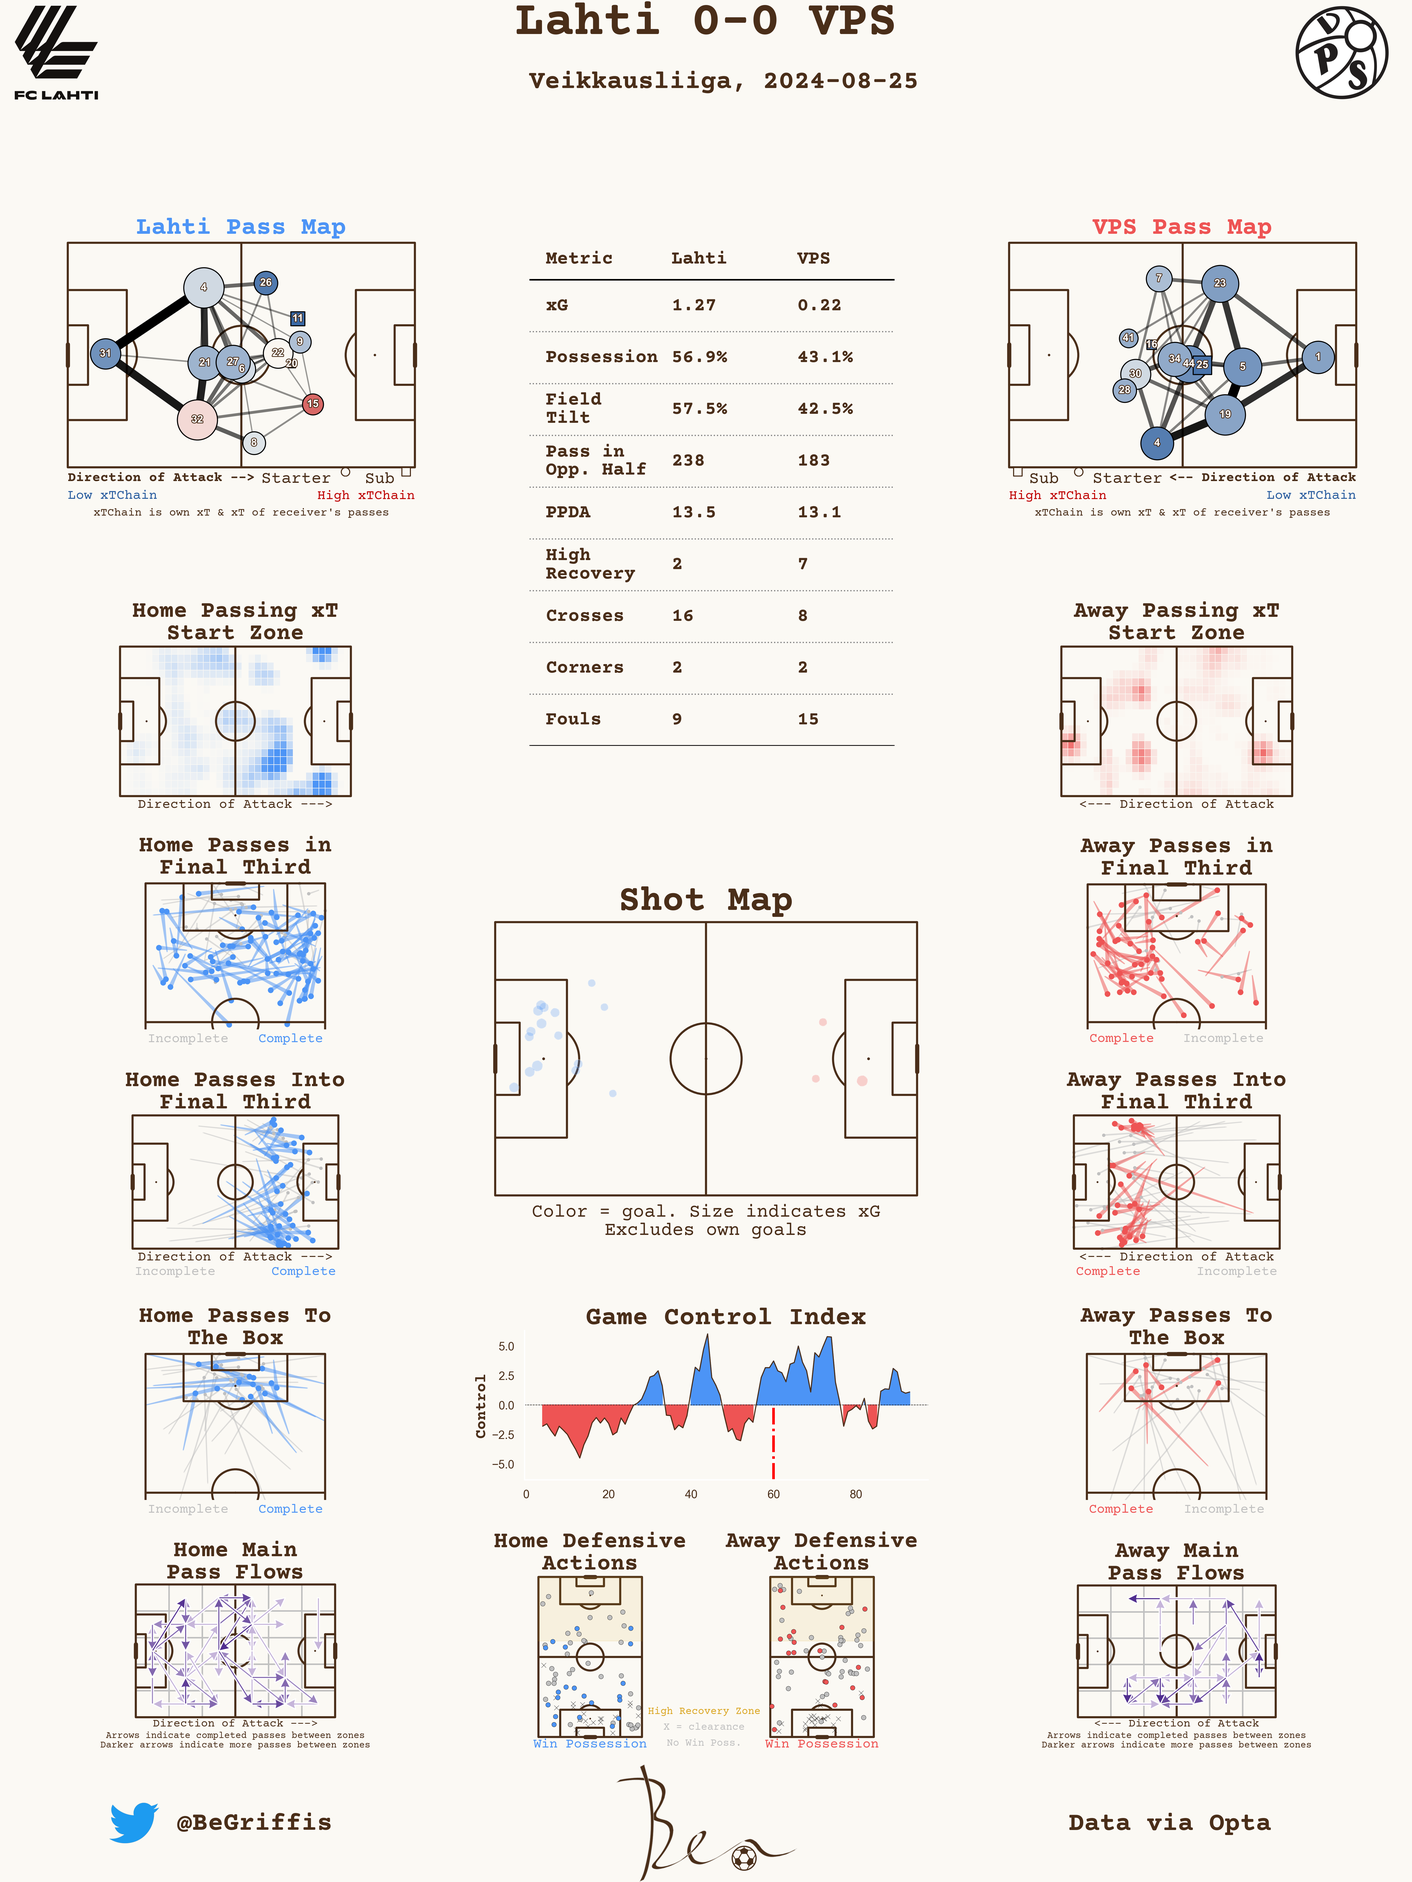 Lahti 0-0 VPS
Veikkausliiga, 2024-08-25
FC LAHTI
VPS
Lahti Pass Map
4
26
11
9
31
21
27
6
22
20
15
32
8
Direction of Attack --> Starter Sub
Low xTChain High xTChain
xTChain is own xT & xT of receiver's passes
Metric Lahti VPS
xG 1.27 0.22
Possession 56.9% 43.1%
Field
Tilt 57.5% 42.5%
Pass in
Opp. Half 238 183
PPDA 13.5 13.1
High
Recovery 2 7
Crosses 16 8
Corners 2 2
Fouls 9 15
VPS Pass Map
7
23
41
16
34
44
25
5
1
30
28
19
4
Sub Starter <-- Direction of Attack
High xTChain Low xTChain
xTChain is own xT & xT of receiver's passes
Home Passing xT
Start Zone
Direction of Attack --->
Away Passing xT
Start Zone
<--- Direction of Attack
Home Passes in
Final Third
Incomplete Complete
Away Passes in
Final Third
Complete Incomplete
Shot Map
Color = goal. Size indicates xG
Excludes own goals
Home Passes Into
Final Third
Direction of Attack --->
Incomplete Complete
Away Passes Into
Final Third
<--- Direction of Attack
Complete Incomplete
Home Passes To
The Box
Incomplete Complete
Game Control Index
Control
5.0
2.5
0.0
−2.5
−5.0
0 20 40 60 80
Away Passes To
The Box
Complete Incomplete
Home Main
Pass Flows
Direction of Attack --->
Arrows indicate completed passes between zones
Darker arrows indicate more passes between zones
Home Defensive
Actions
Win Possession
High Recovery Zone
X = clearance
No Win Poss.
Away Defensive
Actions
Win Possession
Away Main
Pass Flows
<--- Direction of Attack
Arrows indicate completed passes between zones
Darker arrows indicate more passes between zones
@BeGriffis
Ben
Data via Opta